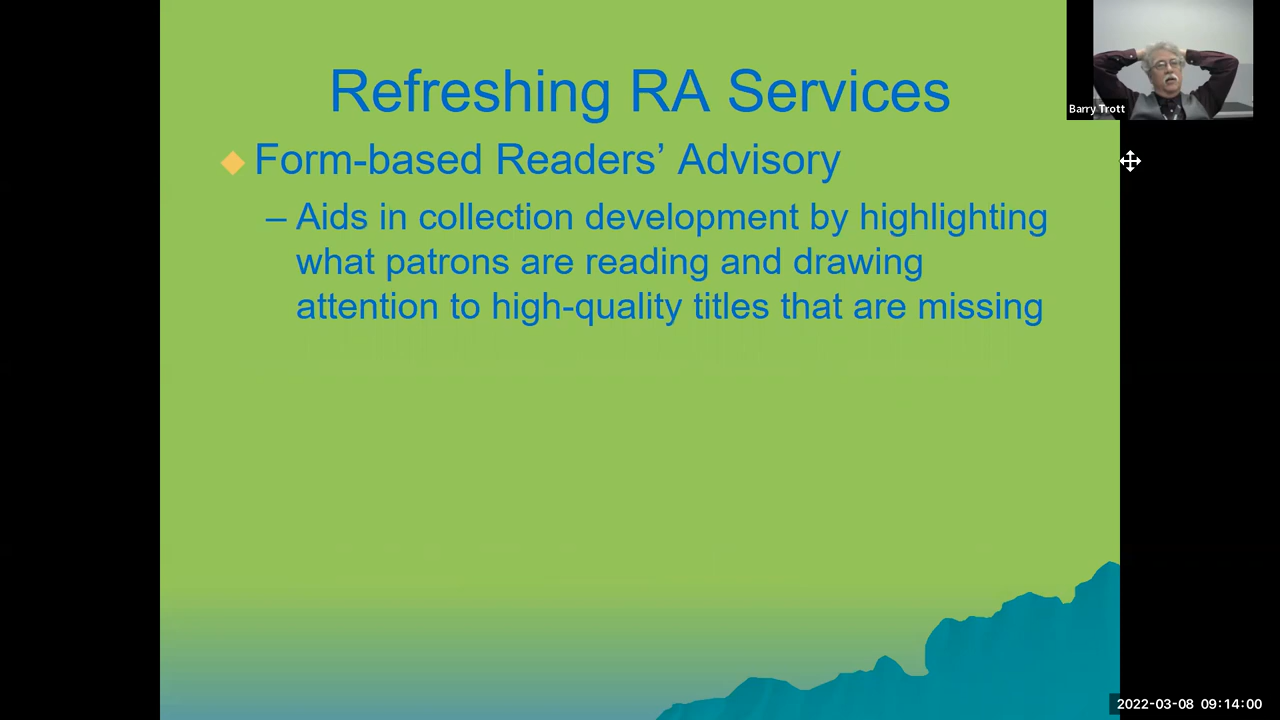 Refreshing RA Services
Form-based Readers’ Advisory
– Aids in collection development by highlighting
what patrons are reading and drawing
attention to high-quality titles that are missing
Barry Trott
2022-03-08 09:14:00